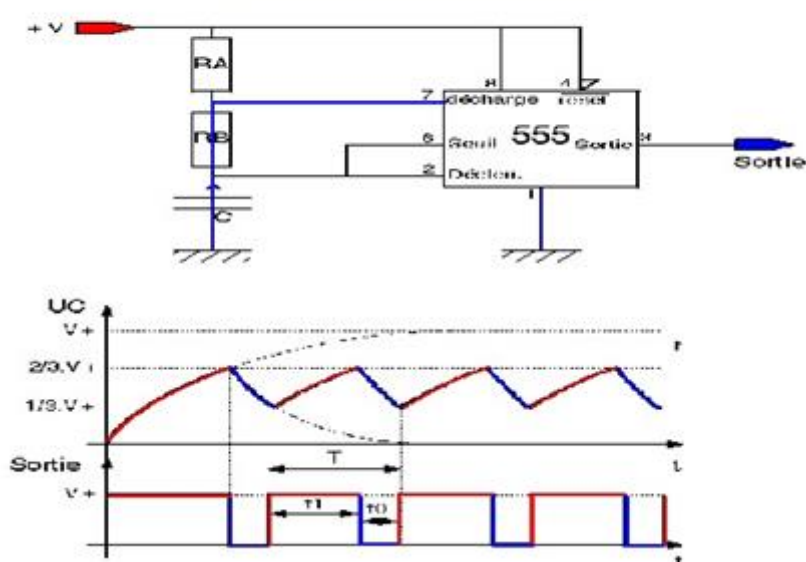 + V
RA
8 4
7 décharge reset
RB
6 Seuil 555 Sortie 3
2 Déclen.
Sortie
1
C
UC
V +
2/3.V +
1/3.V +
t
Sortie
T
V +
T1 T0
t